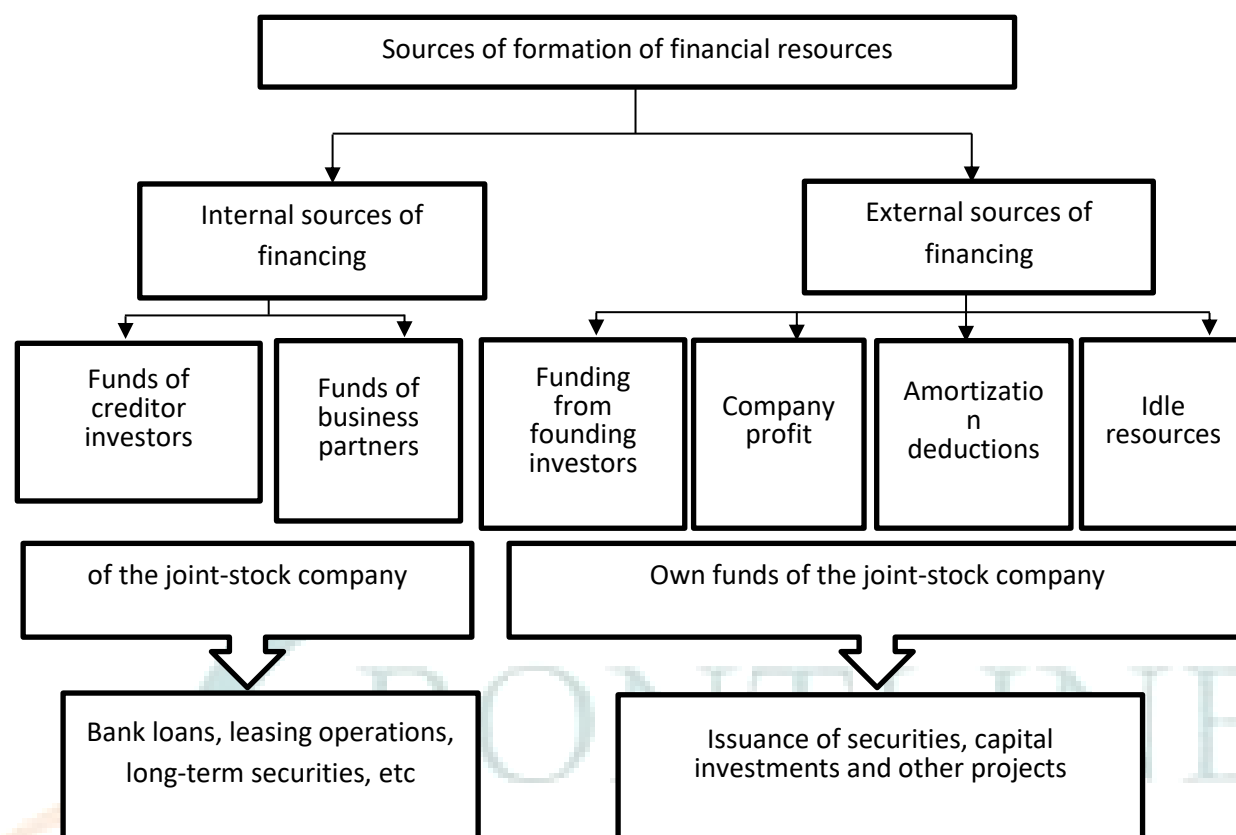 Sources of formation of financial resources
Internal sources of
financing
External sources of
financing
Funds of
creditor
investors
Funds of
business
partners
Funding
from
founding
investors
Company
profit
Amortizatio
n
deductions
Idle
resources
of the joint-stock company
Own funds of the joint-stock company
Bank loans, leasing operations,
long-term securities, etc
Issuance of securities, capital
investments and other projects